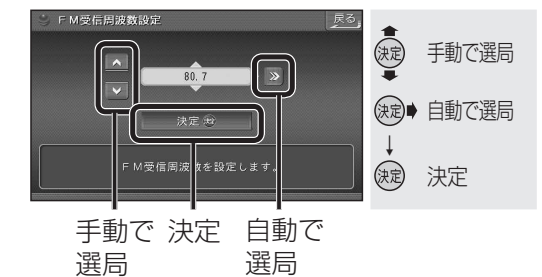 FM受信周波数設定
戻る
80.7
決定
FM受信周波数を設定します。
手動で
選局
決定
自動で
選局
決定 手動で選局
決定 自動で選局
決定 決定